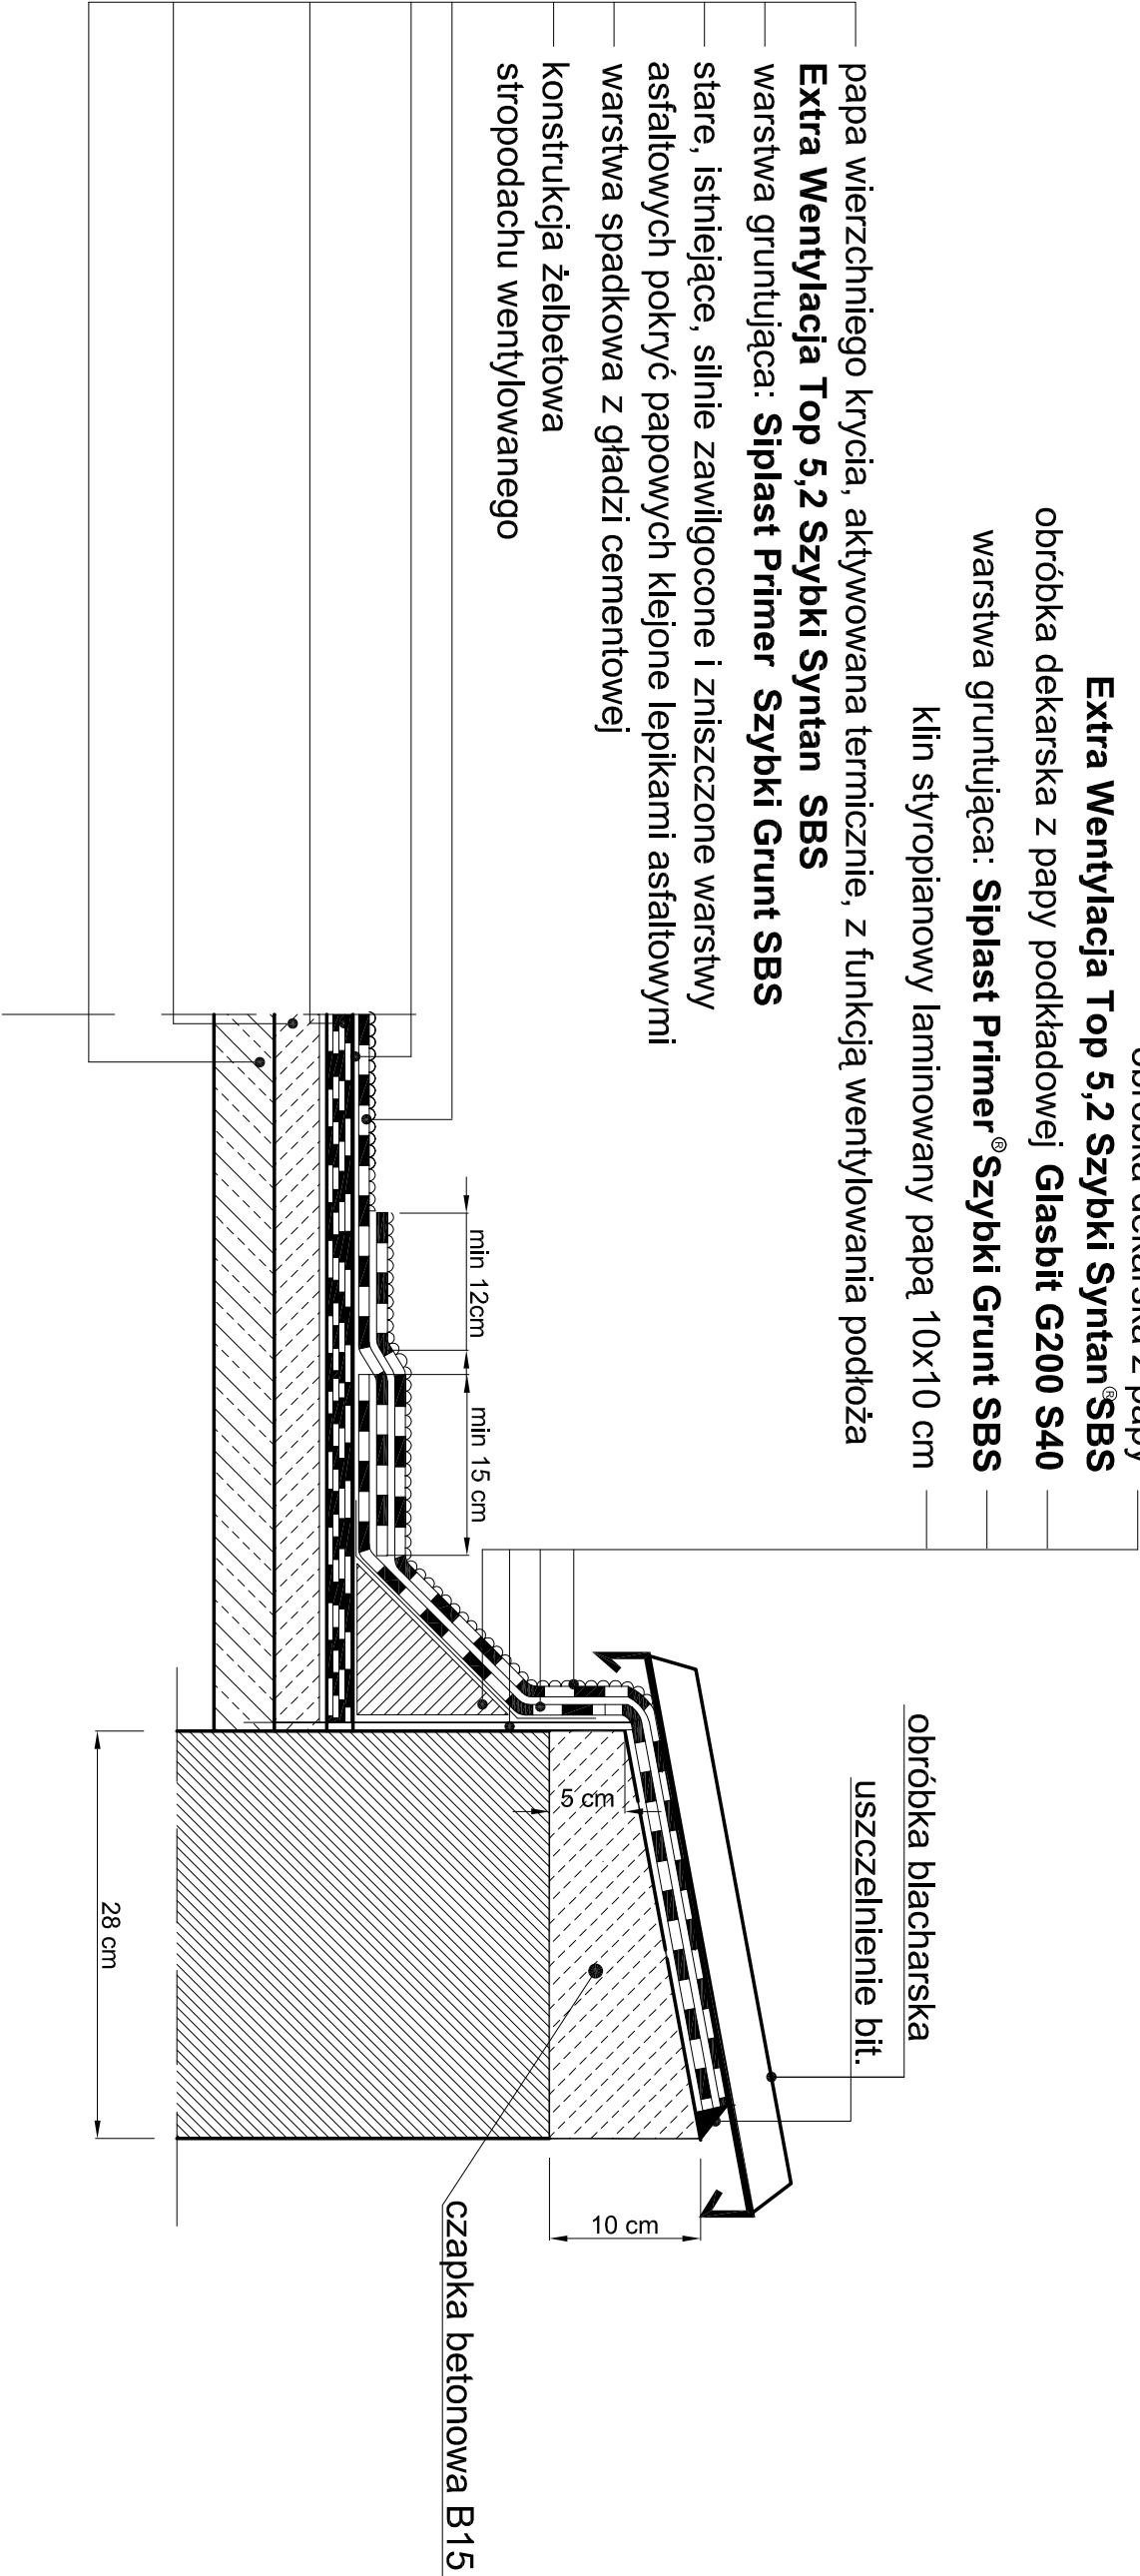 obróbka dekarska z papy
Extra Wentylacja Top 5,2 Szybki Syntan®SBS
obróbka dekarska z papy podkładowej Glasbit G200 S40
warstwa gruntująca: Siplast Primer®Szybki Grunt SBS
klin styropianowy laminowany papą 10x10 cm
papa wierzchniego krycia, aktywowana termicznie, z funkcją wentylowania podłoża
Extra Wentylacja Top 5,2 Szybki Syntan SBS
warstwa gruntująca: Siplast Primer Szybki Grunt SBS
stare, istniejące, silnie zawilgocone i zniszczone warstwy
asfaltowych pokryć papowych klejone lepikami asfaltowymi
warstwa spadkowa z gładzi cementowej
konstrukcja żelbetowa
stropodachu wentylowanego
obróbka blacharska
uszczelnienie bit.
min 12cm
min 15 cm
5 cm
10 cm
28 cm
czapka betonowa B15